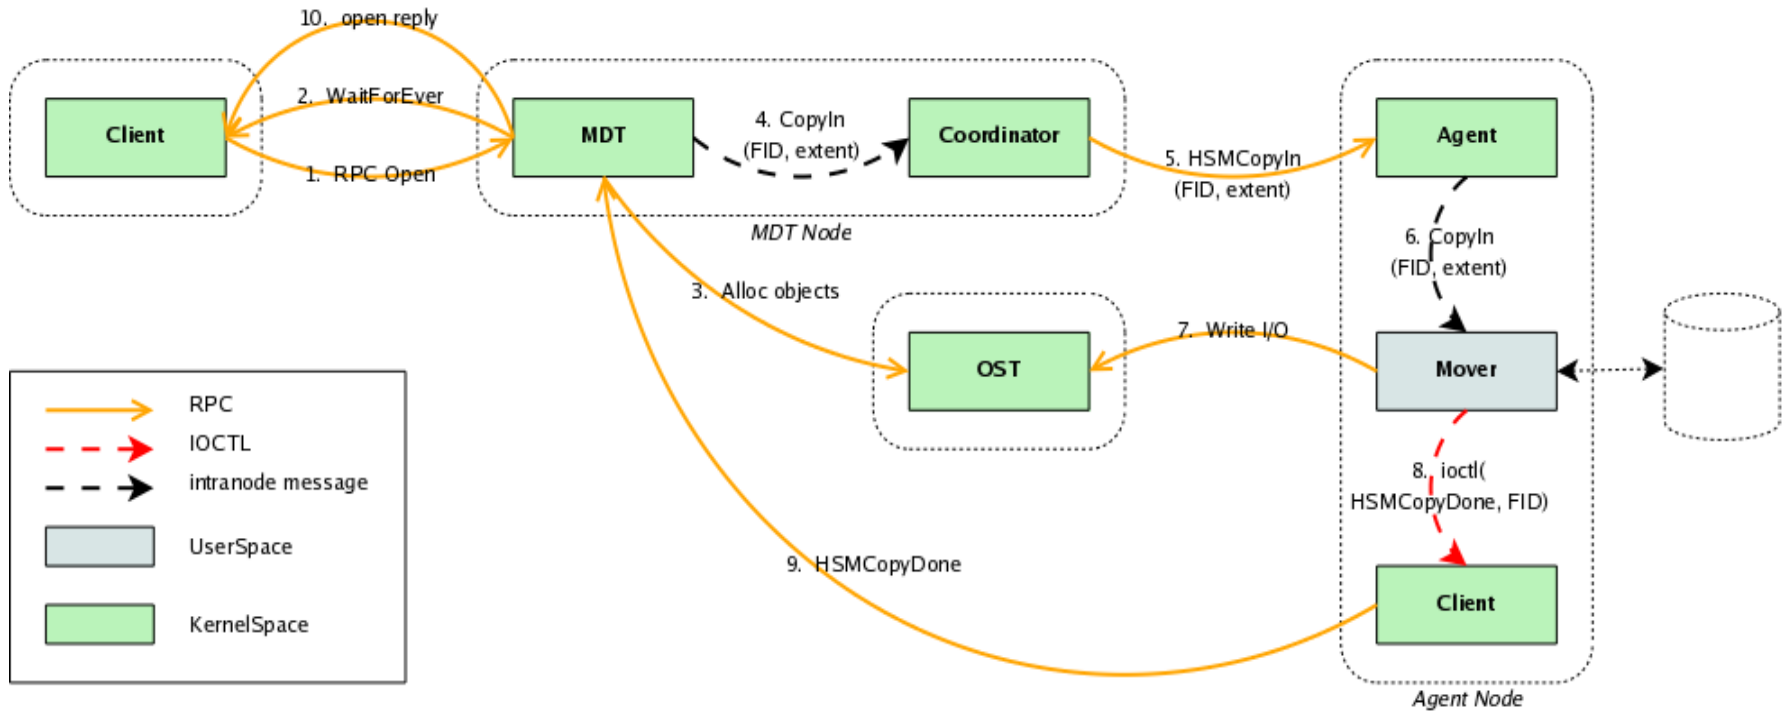 10. open reply
2. WaitForEver
Client
1. RPC Open
MDT
4. CopyIn
(FID, extent)
Coordinator
MDT Node
5. HSMCopyIn
(FID, extent)
Agent
6. CopyIn
(FID, extent)
3. Alloc objects
OST
7. Write I/O
Mover
8. ioctl(
HSMCopyDone, FID)
9. HSMCopyDone
Client
Agent Node
RPC
IOCTL
intranode message
UserSpace
KernelSpace